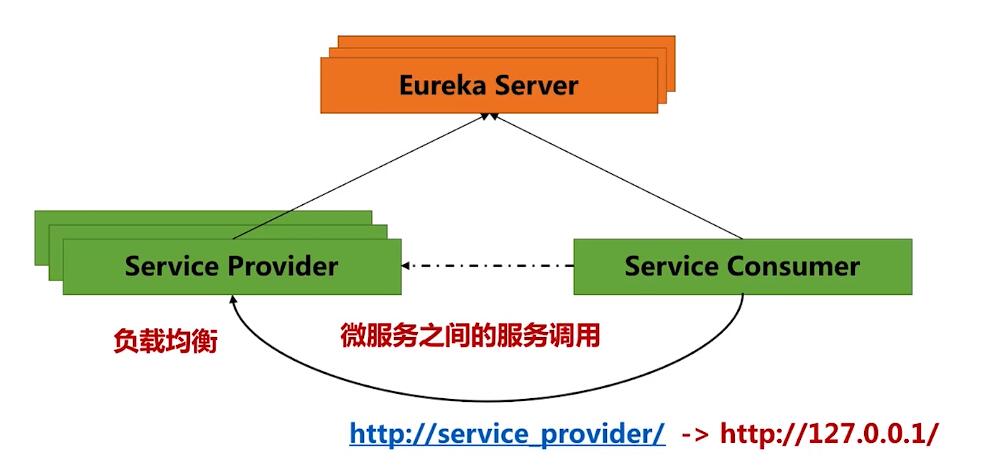 Eureka Server
Service Provider
Service Consumer
负载均衡
微服务之间的服务调用
http://service_provider/ -> http://127.0.0.1/